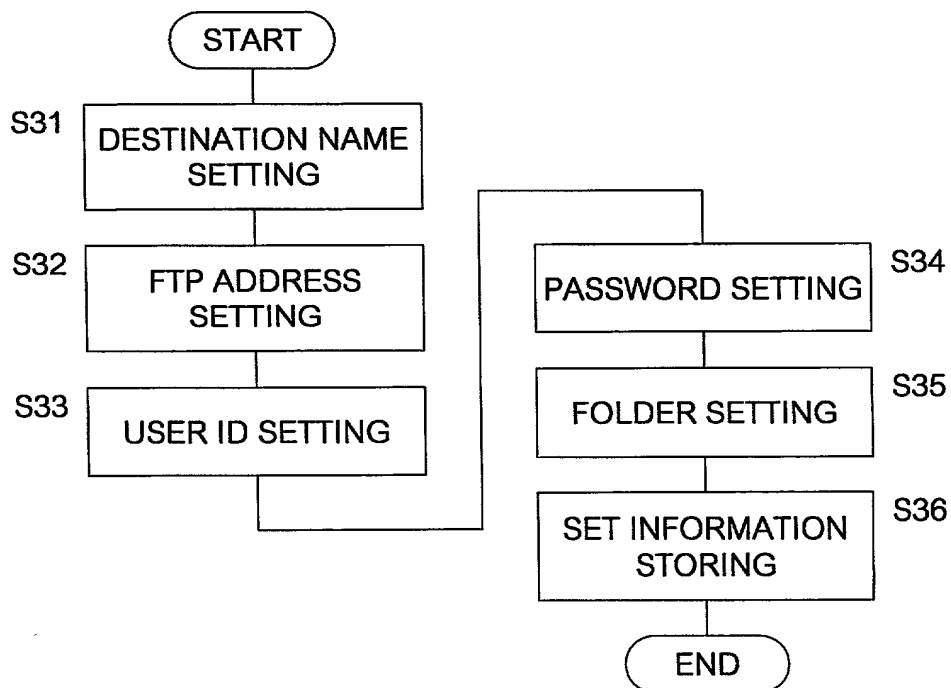 START
S31
DESTINATION NAME
SETTING
S32
FTP ADDRESS
SETTING
S33
USER ID SETTING
S34
PASSWORD SETTING
S35
FOLDER SETTING
S36
SET INFORMATION
STORING
END